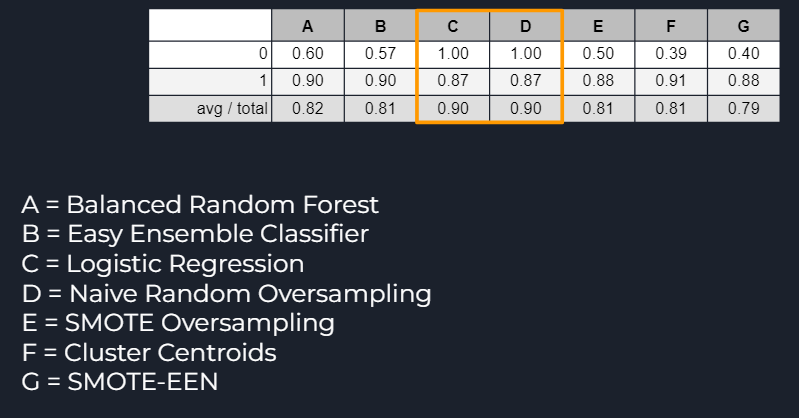 A B C D E F G
0 0.60 0.57 1.00 1.00 0.50 0.39 0.40
1 0.90 0.90 0.87 0.87 0.88 0.91 0.88
avg / total 0.82 0.81 0.90 0.90 0.81 0.81 0.79
A = Balanced Random Forest
B = Easy Ensemble Classifier
C = Logistic Regression
D = Naive Random Oversampling
E = SMOTE Oversampling
F = Cluster Centroids
G = SMOTE-EEN